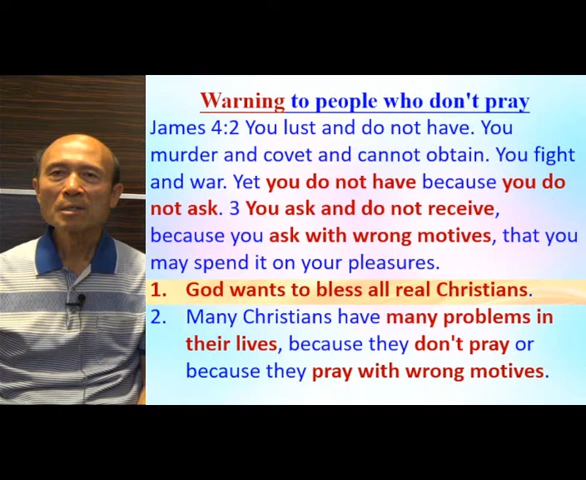 Warning to people who don't pray
James 4:2 You lust and do not have. You
murder and covet and cannot obtain. You fight
and war. Yet you do not have because you do
not ask. 3 You ask and do not receive,
because you ask with wrong motives, that you
may spend it on your pleasures.
1. God wants to bless all real Christians.
2. Many Christians have many problems in
their lives, because they don't pray or
because they pray with wrong motives.